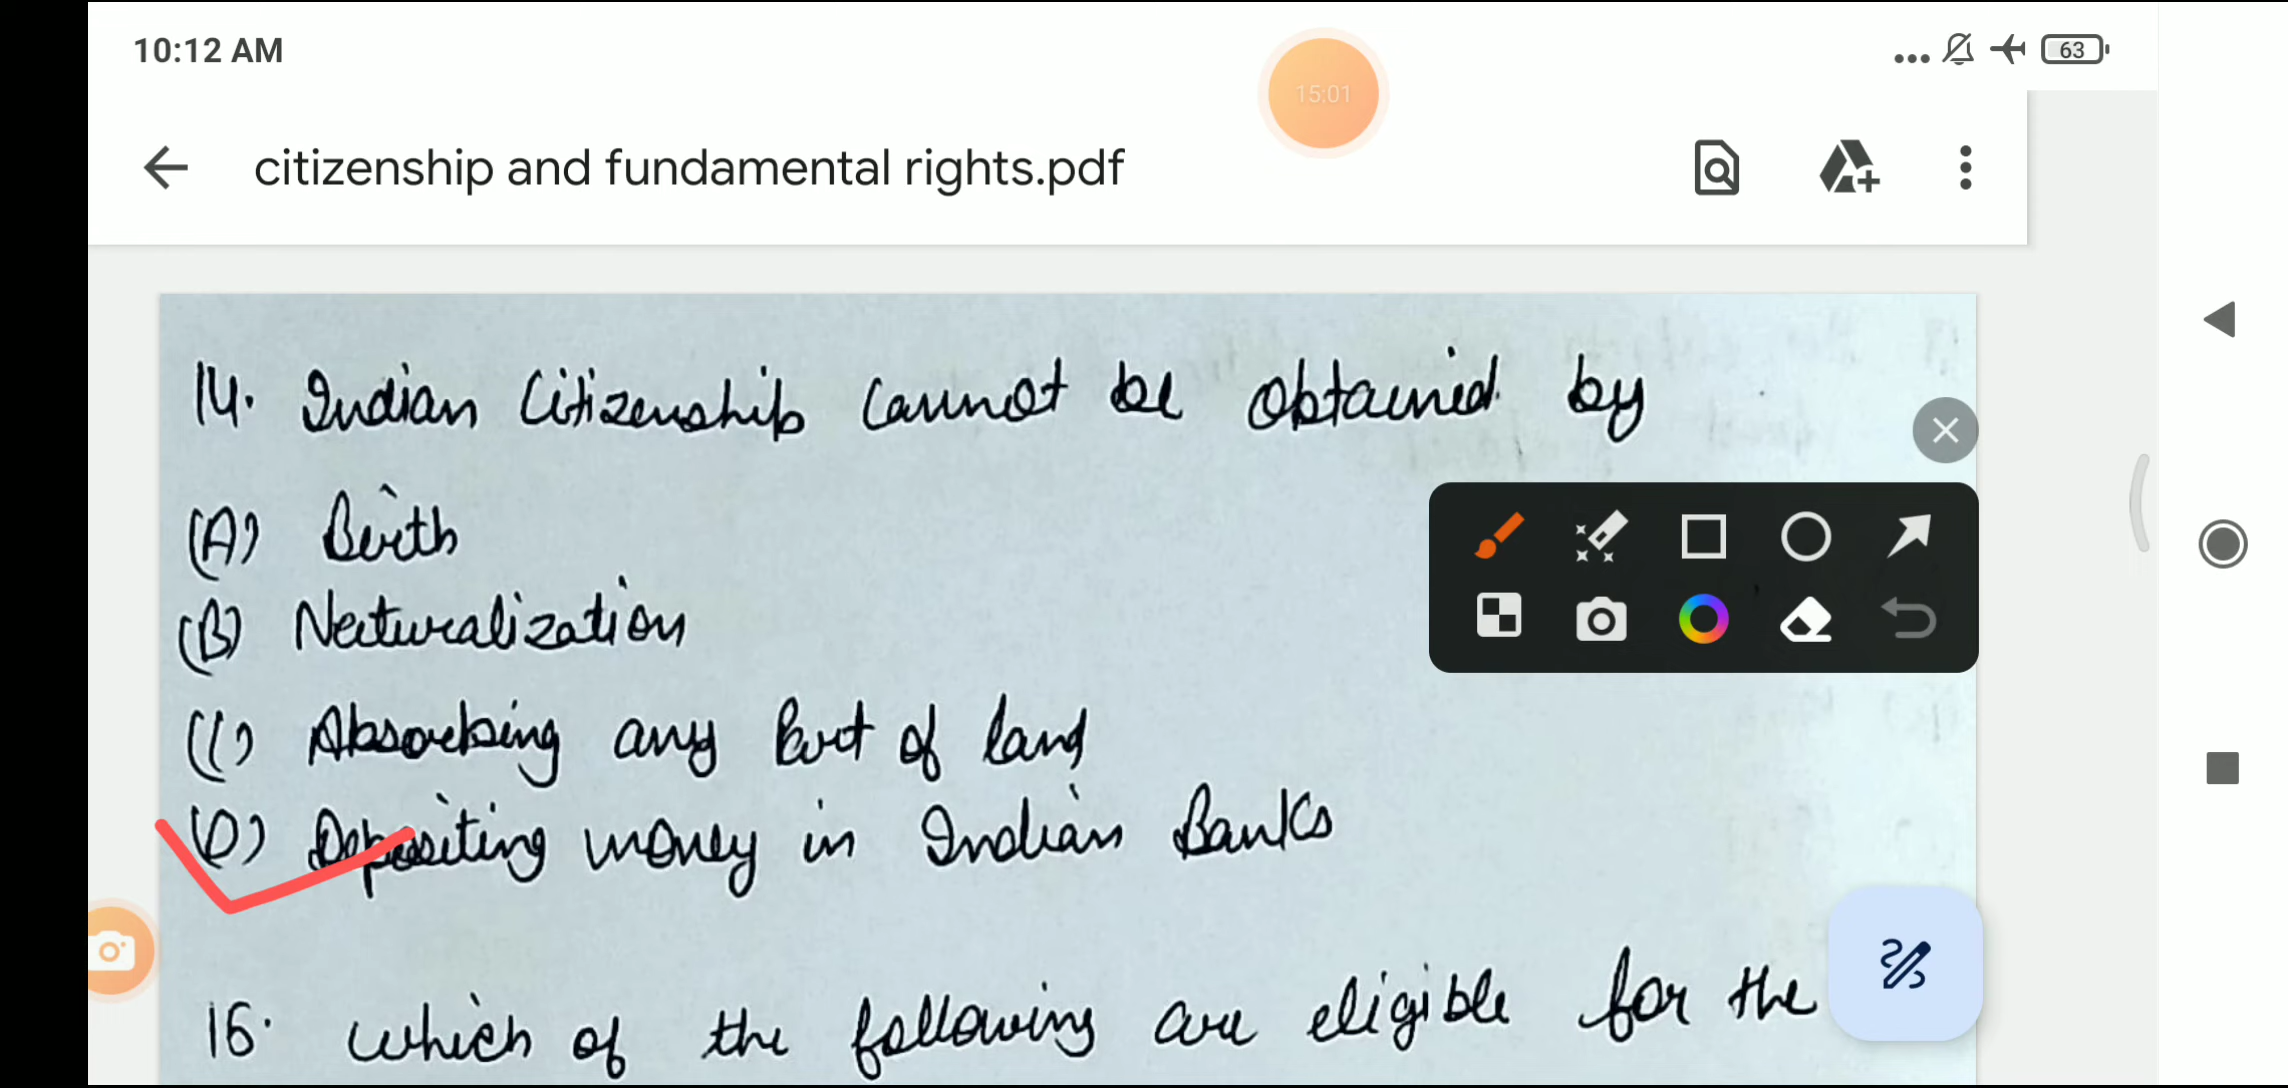 10:12 AM
15:01
63
citizenship and fundamental rights.pdf
14. Indian Citizenship cannot be obtained by
(A) Birth
(B) Naturalization
(C) Absorbing any Part of land
(D) Depositing money in Indian Banks
16. which of the following are eligible for the